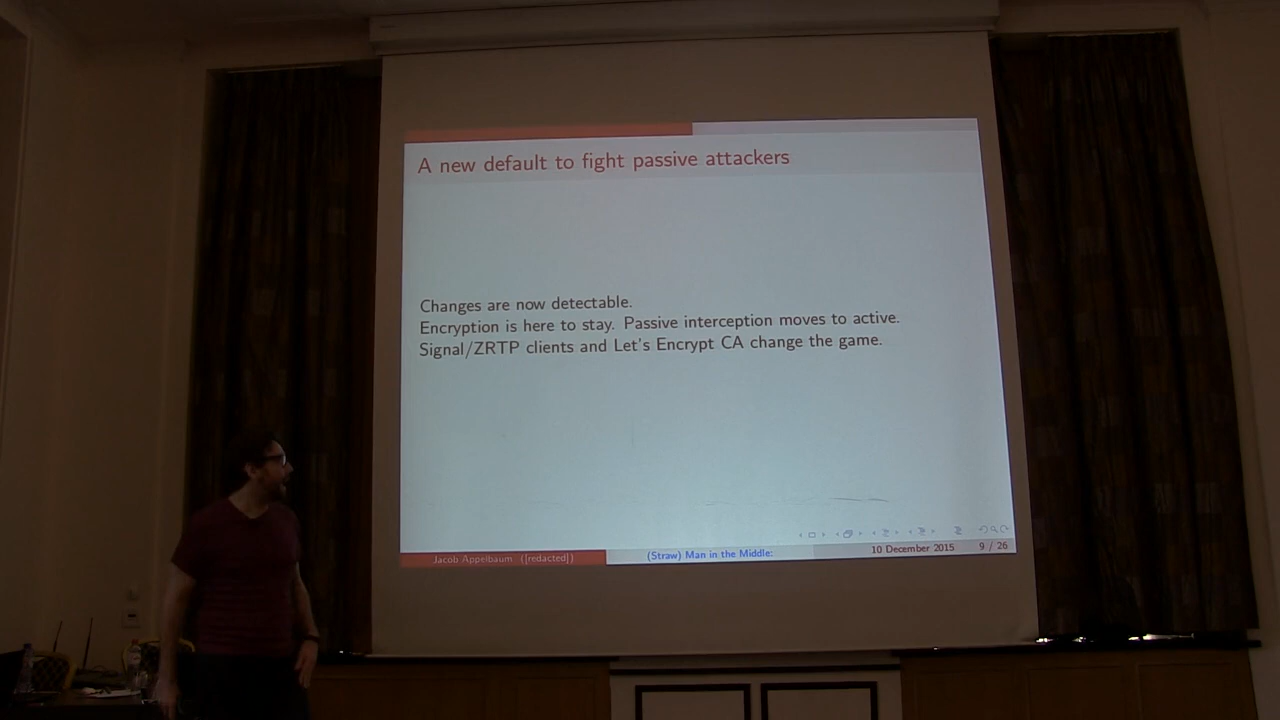 A new default to fight passive attackers
Changes are now detectable.
Encryption is here to stay. Passive interception moves to active.
Signal/ZRTP clients and Let's Encrypt CA change the game.
Jacob Appelbaum ([redacted])
(Straw) Man in the Middle:
10 December 2015
9 / 26